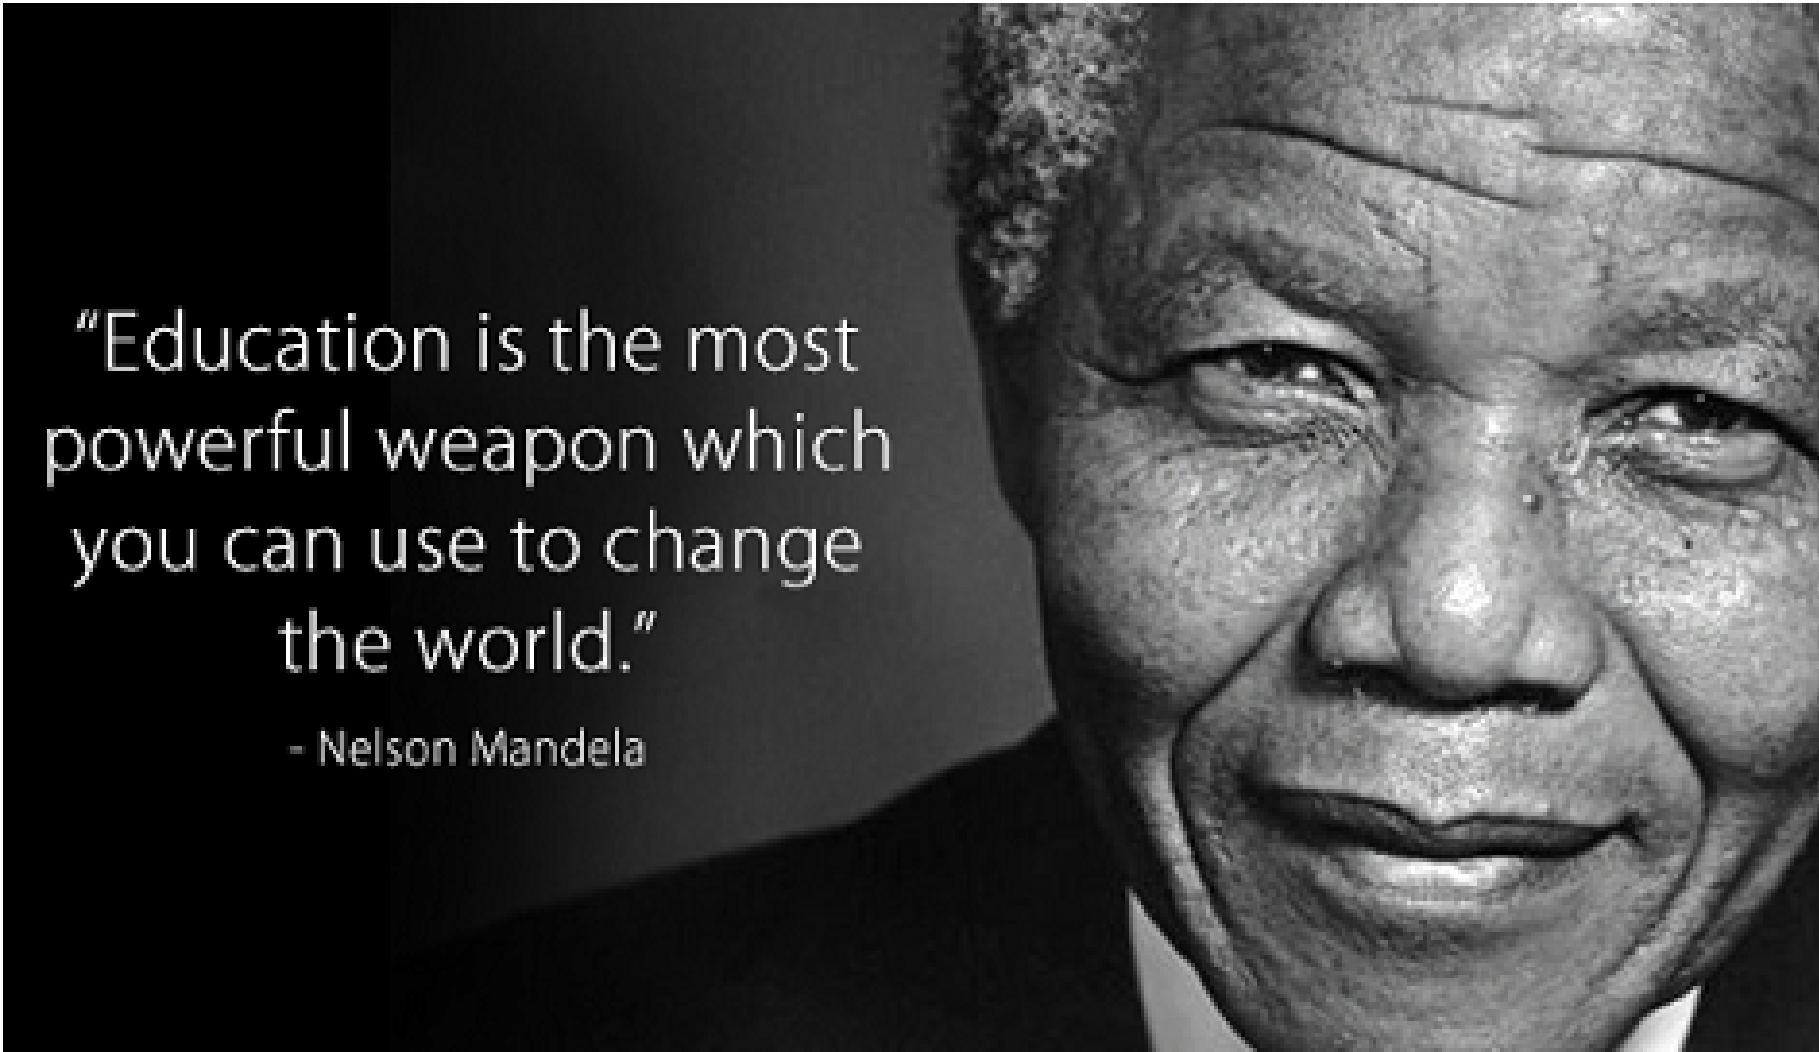 “Education is the most
powerful weapon which
you can use to change
the world.”
- Nelson Mandela